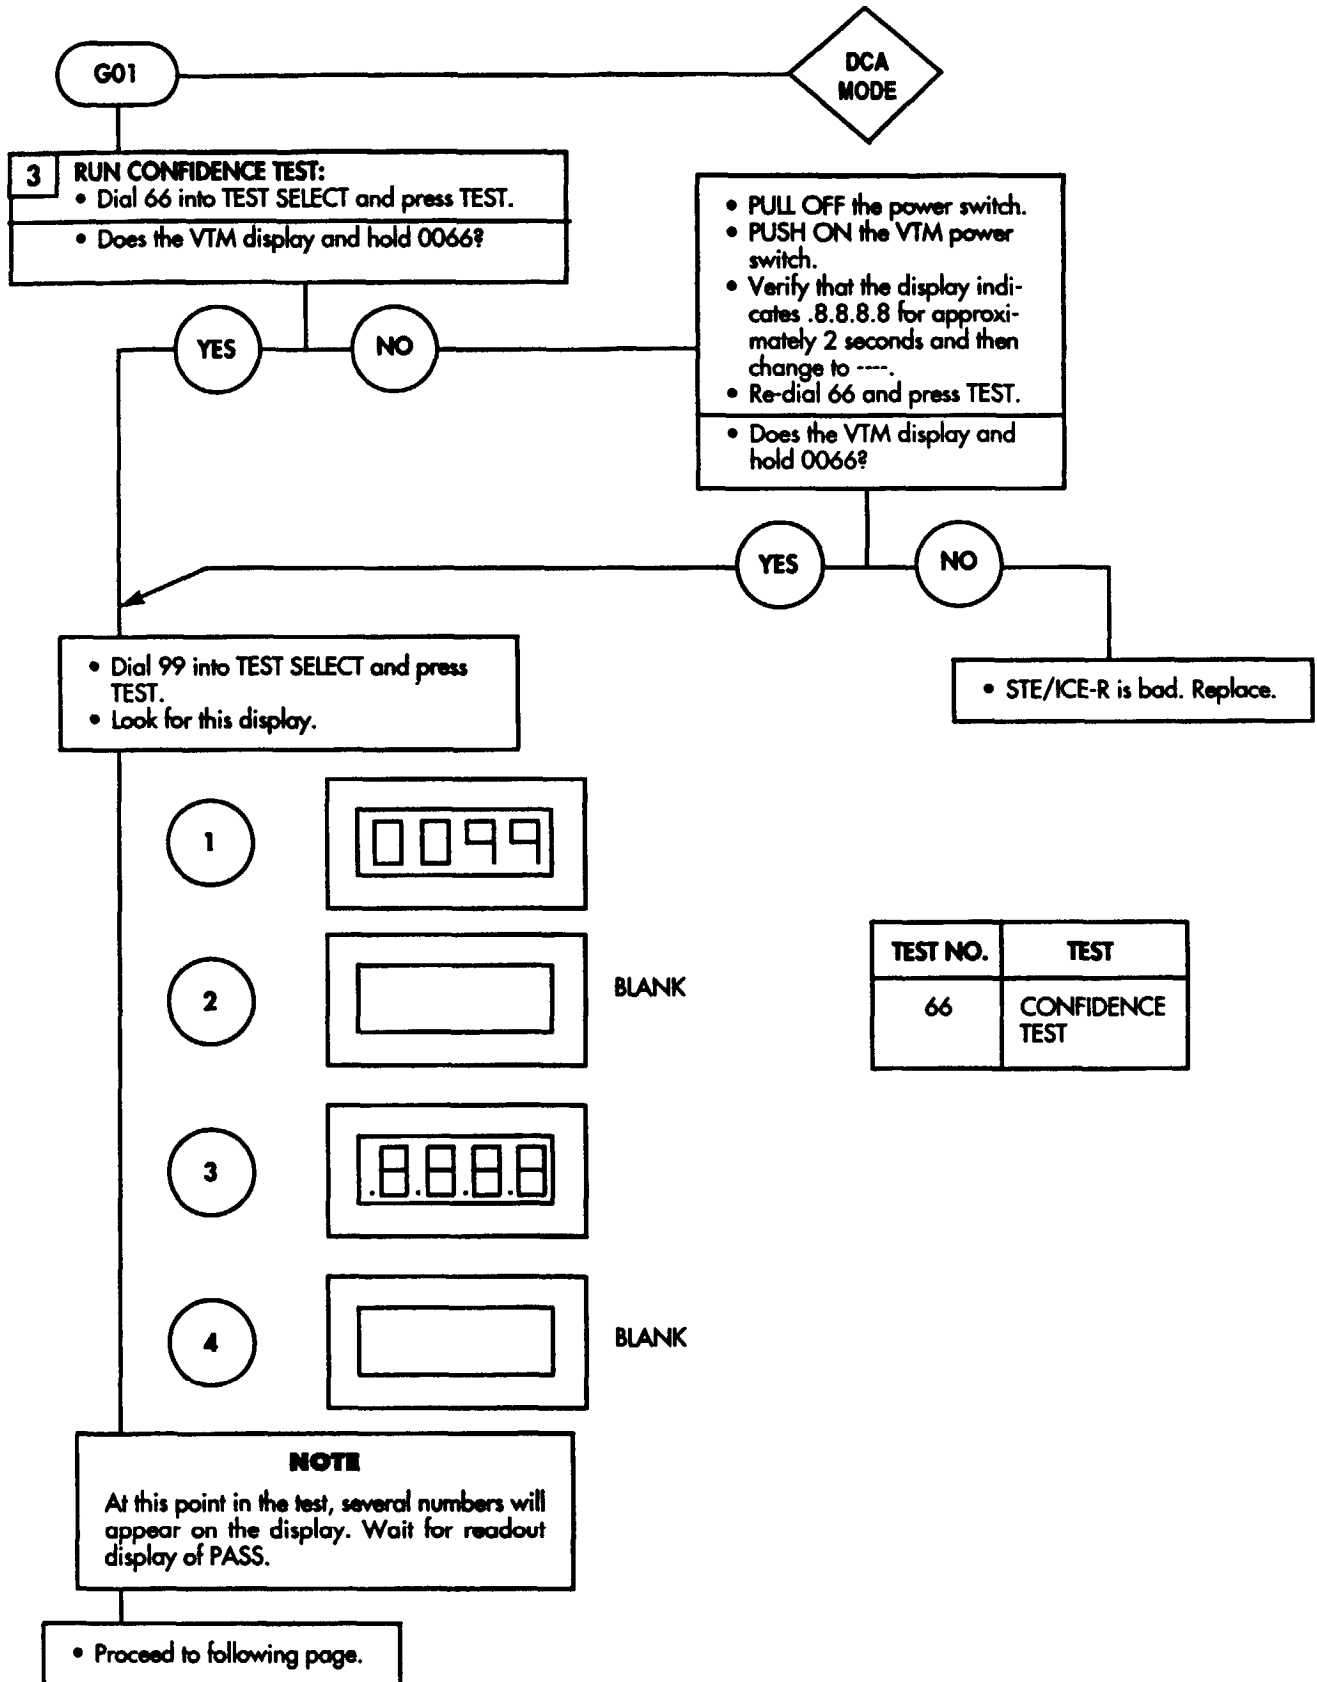 G01
DCA
MODE
3 RUN CONFIDENCE TEST:
• Dial 66 into TEST SELECT and press TEST.
• Does the VTM display and hold 0066?
• PULL OFF the power switch.
• PUSH ON the VTM power
switch.
• Verify that the display indi-
cates .8.8.8.8 for approxi-
mately 2 seconds and then
change to ----.
• Re-dial 66 and press TEST.
• Does the VTM display and
hold 0066?
YES
NO
YES
NO
• Dial 99 into TEST SELECT and press
TEST.
• Look for this display.
• STE/ICE-R is bad. Replace.
1
0099
2
BLANK
TEST NO. TEST
66 CONFIDENCE
TEST
3
.8.8.8.8
4
BLANK
NOTE
At this point in the test, several numbers will
appear on the display. Wait for readout
display of PASS.
• Proceed to following page.